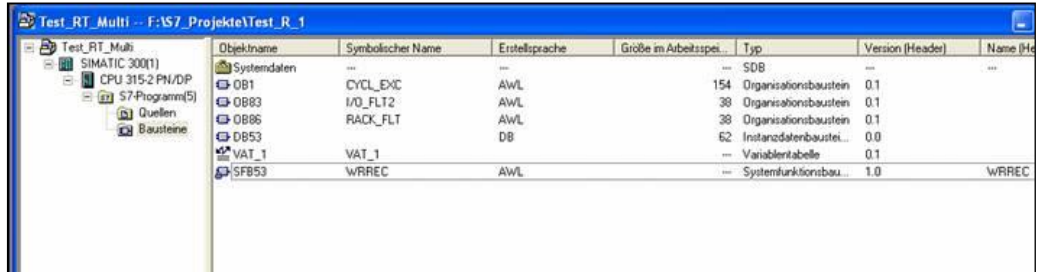 Test_RT_Multi -- F:\S7_Projekte\Test_R_1
Test_RT_Multi
SIMATIC 300(1)
CPU 315-2 PN/DP
S7-Programm(5)
Quellen
Bausteine
Objektname Symbolischer Name Erstellsprache Größe im Arbeitsspei... Typ Version (Header) Name (He
Systemdaten --- --- --- SDB --- ---
OB1 CYCL_EXC AWL 154 Organisationsbaustein 0.1
OB83 I/O_FLT2 AWL 38 Organisationsbaustein 0.1
OB86 RACK_FLT AWL 38 Organisationsbaustein 0.1
DB53 DB 62 Instanzdatenbaustei... 0.0
VAT_1 VAT_1 --- Variablentabelle 0.1
SFB53 WRREC AWL --- Systemfunktionsbau... 1.0 WRREC